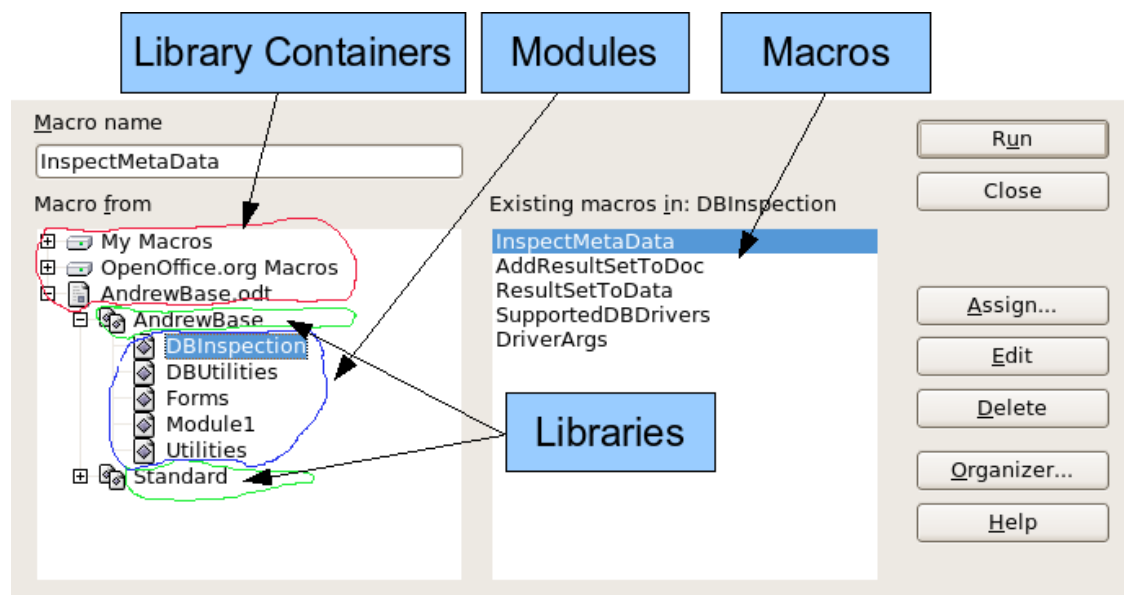 Library Containers
Modules
Macros
Macro name
InspectMetaData
Macro from
My Macros
OpenOffice.org Macros
AndrewBase.odt
AndrewBase
DBInspection
DBUtilities
Forms
Module1
Utilities
Standard
Existing macros in: DBInspection
InspectMetaData
AddResultSetToDoc
ResultSetToData
SupportedDBDrivers
DriverArgs
Libraries
Run
Close
Assign...
Edit
Delete
Organizer...
Help